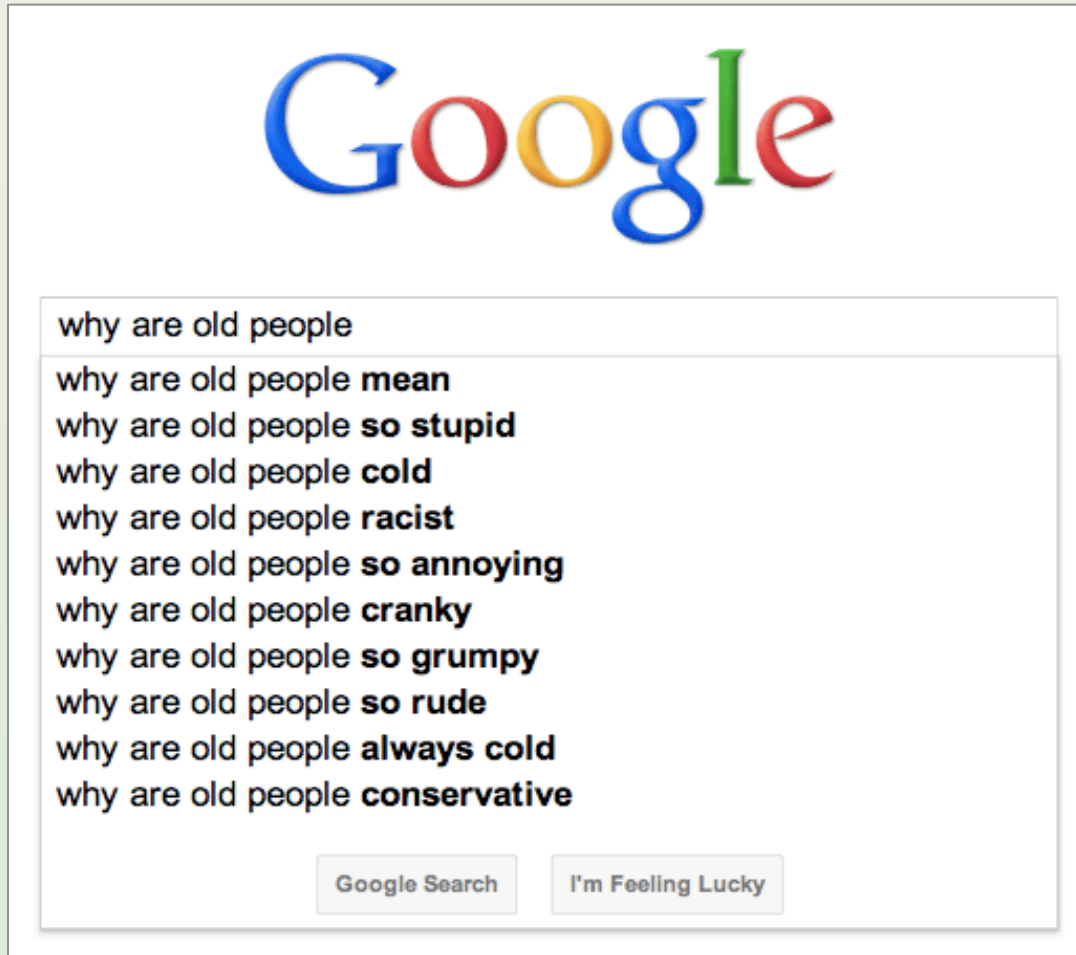 Google
why are old people
why are old people mean
why are old people so stupid
why are old people cold
why are old people racist
why are old people so annoying
why are old people cranky
why are old people so grumpy
why are old people so rude
why are old people always cold
why are old people conservative
Google Search I'm Feeling Lucky